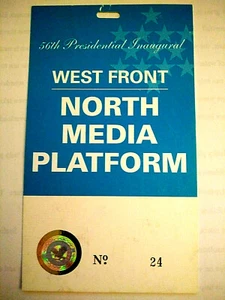 56th Presidential Inaugural
WEST FRONT
NORTH
MEDIA
PLATFORM
Nº 24